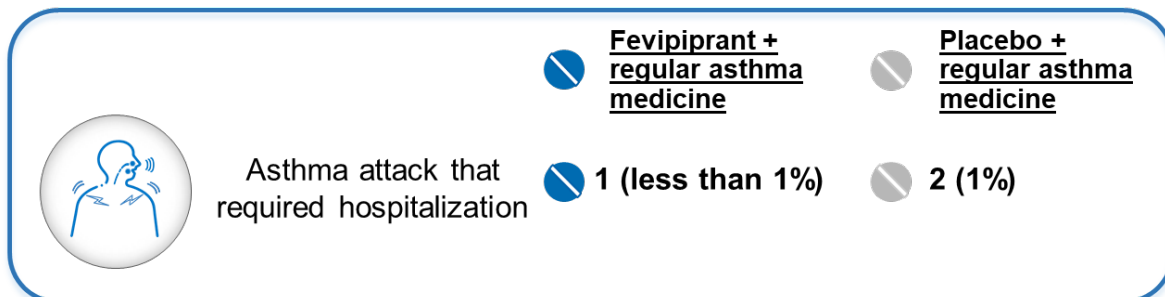 Fevipiprant +
regular asthma
medicine
Placebo +
regular asthma
medicine
Asthma attack that
required hospitalization
1 (less than 1%)
2 (1%)